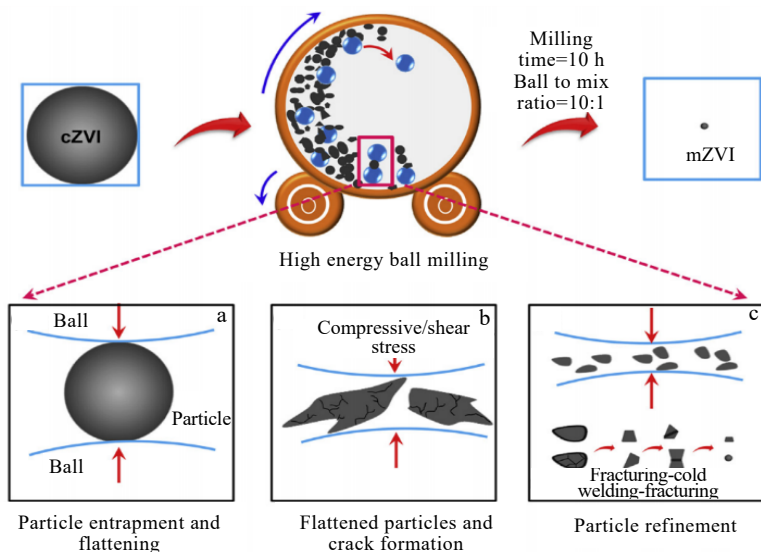 cZVI
Milling
time=10 h
Ball to mix
ratio=10:1
mZVI
High energy ball milling
a
Ball
Particle
Ball
Particle entrapment and
flattening
b
Compressive/shear
stress
Flattened particles and
crack formation
c
Fracturing-cold
welding-fracturing
Particle refinement